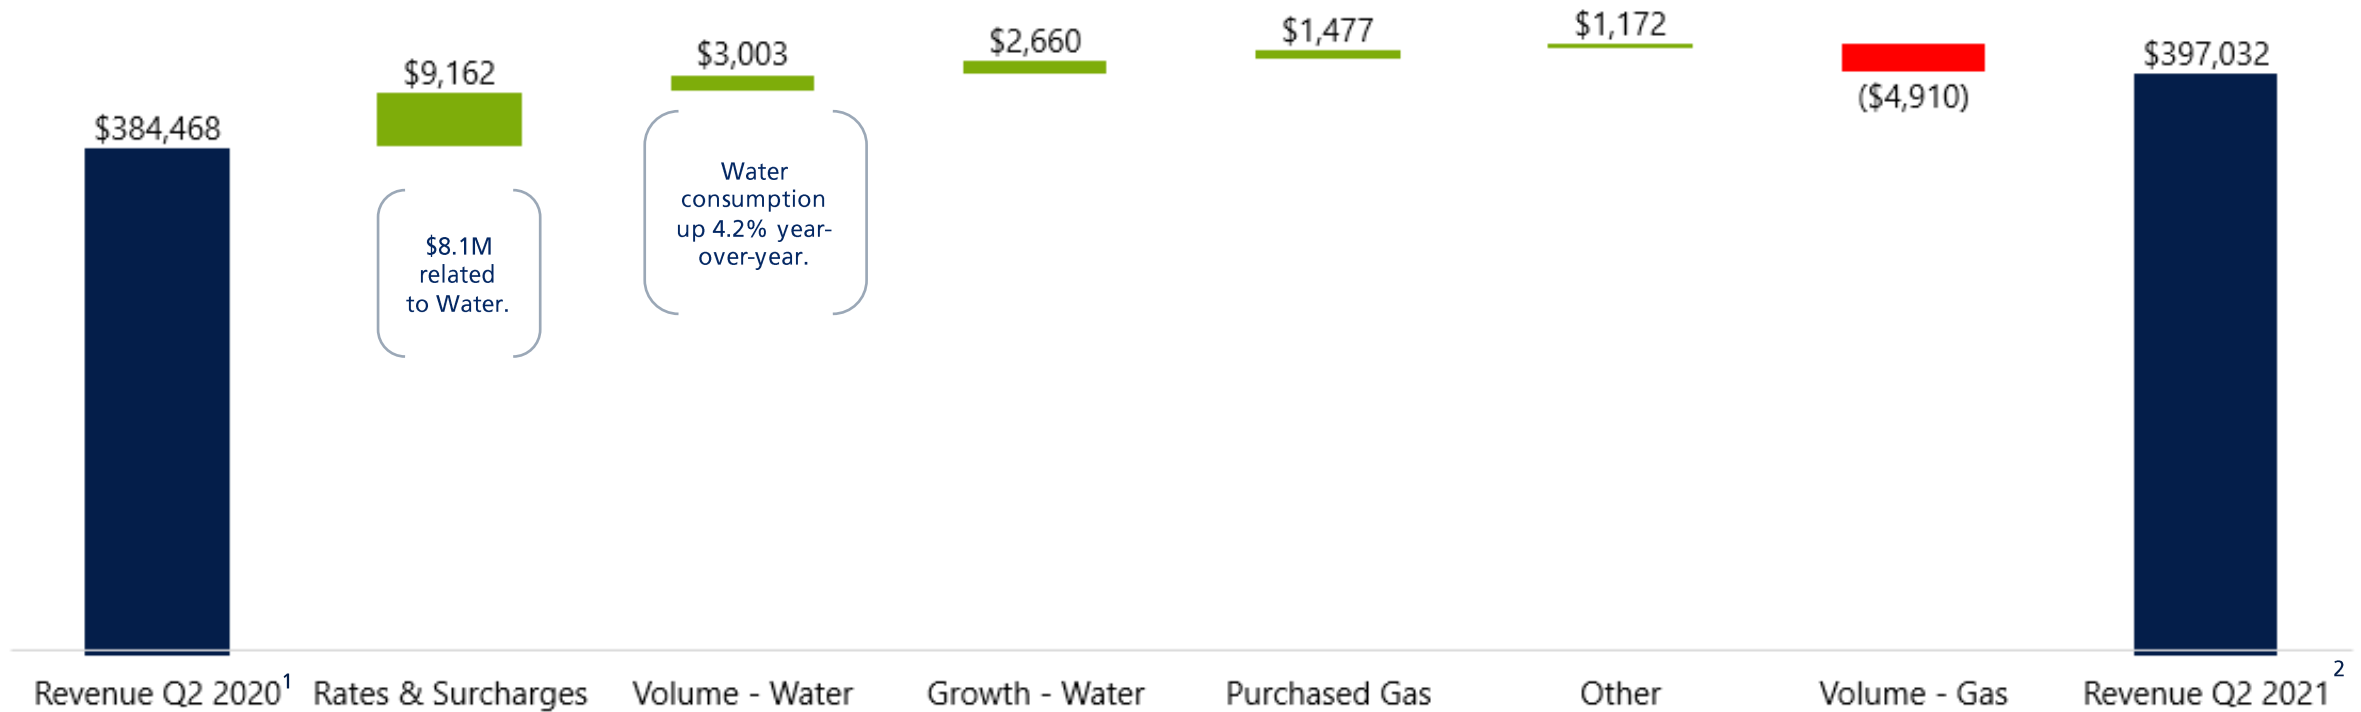 $384,468
$9,162
$3,003
$2,660
$1,477
$1,172
($4,910)
$397,032
$8.1M
related
to Water.
Water
consumption
up 4.2% year-
over-year.
Revenue Q2 2020¹
Rates & Surcharges
Volume - Water
Growth - Water
Purchased Gas
Other
Volume - Gas
Revenue Q2 2021²